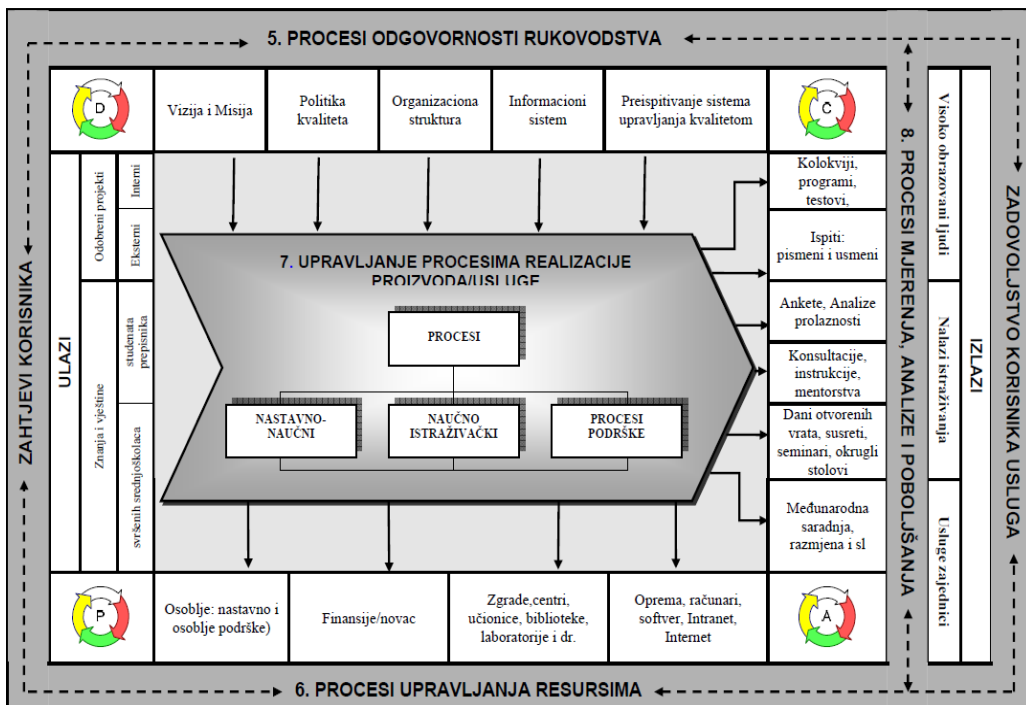 5. PROCESI ODGOVORNOSTI RUKOVODSTVA
D
Vizija i Misija
Politika
kvaliteta
Organizaciona
struktura
Informacioni
sistem
Preispitivanje sistema
upravljanja kvalitetom
C
ZAHTJEVI KORISNIKA
ULAZI
Odobreni projekti
Interni
Eksterni
Znanja i vještine
studenata
prepisnika
svršenih srednjoškolaca
7. UPRAVLJANJE PROCESIMA REALIZACIJE
PROIZVODA/USLUGE
PROCESI
NASTAVNO-
NAUČNI
NAUČNO
ISTRAŽIVAČKI
PROCESI
PODRŠKE
Kolokviji,
programi,
testovi,
Ispiti:
pismeni i usmeni
Ankete, Analize
prolaznosti
Konsultacije,
instrukcije,
mentorstva
Dani otvorenih
vrata, susreti,
seminari, okrugli
stolovi
Međunarodna
saradnja,
razmjena i sl
8. PROCESI MJERENJA, ANALIZE I POBOLJŠANJA
Visoko obrazovani ljudi
Nalazi istraživanja
Usluge zajednici
IZLAZI
ZADOVOLJSTVO KORISNIKA USLUGA
P
Osoblje: nastavno i
osoblje podrške)
Finansije/novac
Zgrade,centri,
učionice, biblioteke,
laboratorije i dr.
Oprema, računari,
softver, Intranet,
Internet
A
6. PROCESI UPRAVLJANJA RESURSIMA